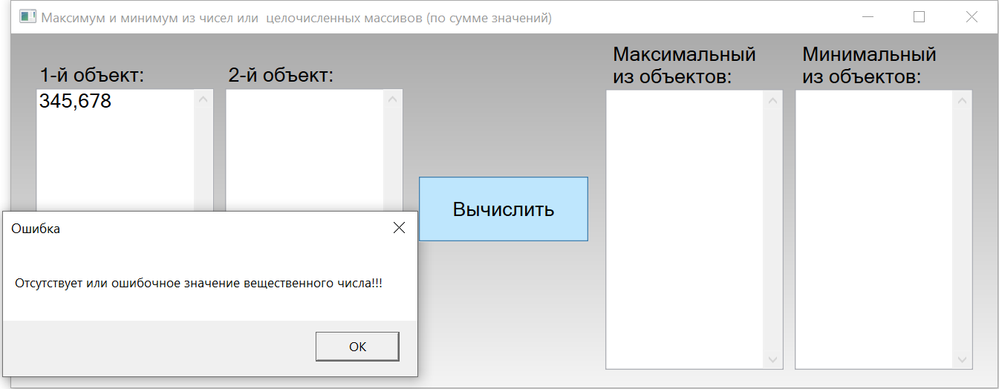 Максимум и минимум из чисел или  целочисленных массивов (по сумме значений)
1-й объект:
2-й объект:
Максимальный
из объектов:
Минимальный
из объектов:
345,678
Вычислить
Ошибка
Отсутствует или ошибочное значение вещественного числа!!!
OK